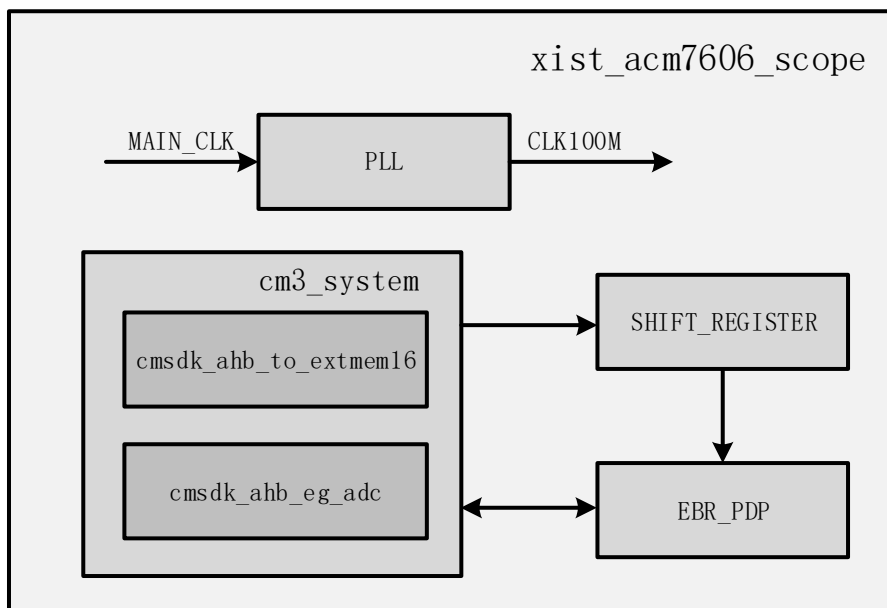 xist_acm7606_scope
MAIN_CLK
PLL
CLK100M
cm3_system
cmsdk_ahb_to_extmem16
cmsdk_ahb_eg_adc
SHIFT_REGISTER
EBR_PDP